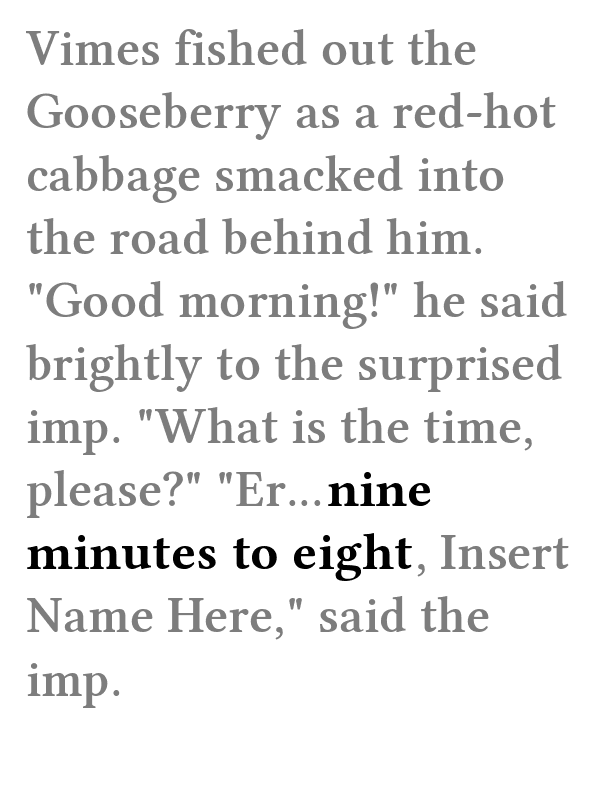 Vimes fished out the
Gooseberry as a red-hot
cabbage smacked into
the road behind him.
"Good morning!" he said
brightly to the surprised
imp. "What is the time,
please?" "Er...nine
minutes to eight, Insert
Name Here," said the
imp.